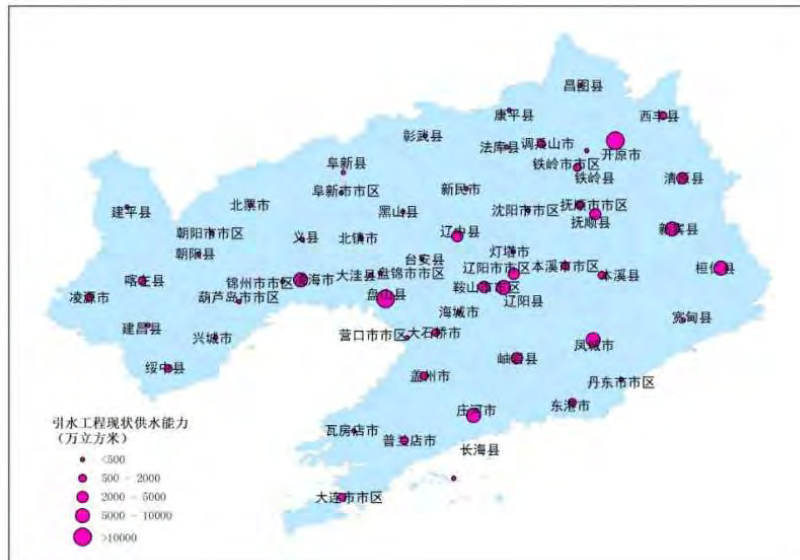 昌图县
康平县
西丰县
彰武县
法库县
调兵山市
开原市
铁岭市市区
阜新县
铁岭县
清原县
阜新市市区
新民市
建平县
北票市
黑山县
沈阳市市区
抚顺市市区
抚顺县
朝阳市市区
义县
北镇市
辽中县
新宾县
朝阳县
台安县
灯塔市
喀左县
锦州市市区
凌海市
大洼县
盘锦市市区
辽阳市市区
本溪市市区
本溪县
桓仁县
凌源市
葫芦岛市市区
盘山县
鞍山市市区
辽阳县
建昌县
兴城市
海城市
宽甸县
营口市市区
大石桥市
凤城市
绥中县
岫岩县
盖州市
丹东市市区
庄河市
东港市
瓦房店市
普兰店市
长海县
大连市市区
引水工程现状供水能力
(万立方米)
<500
500 - 2000
2000 - 5000
5000 - 10000
>10000